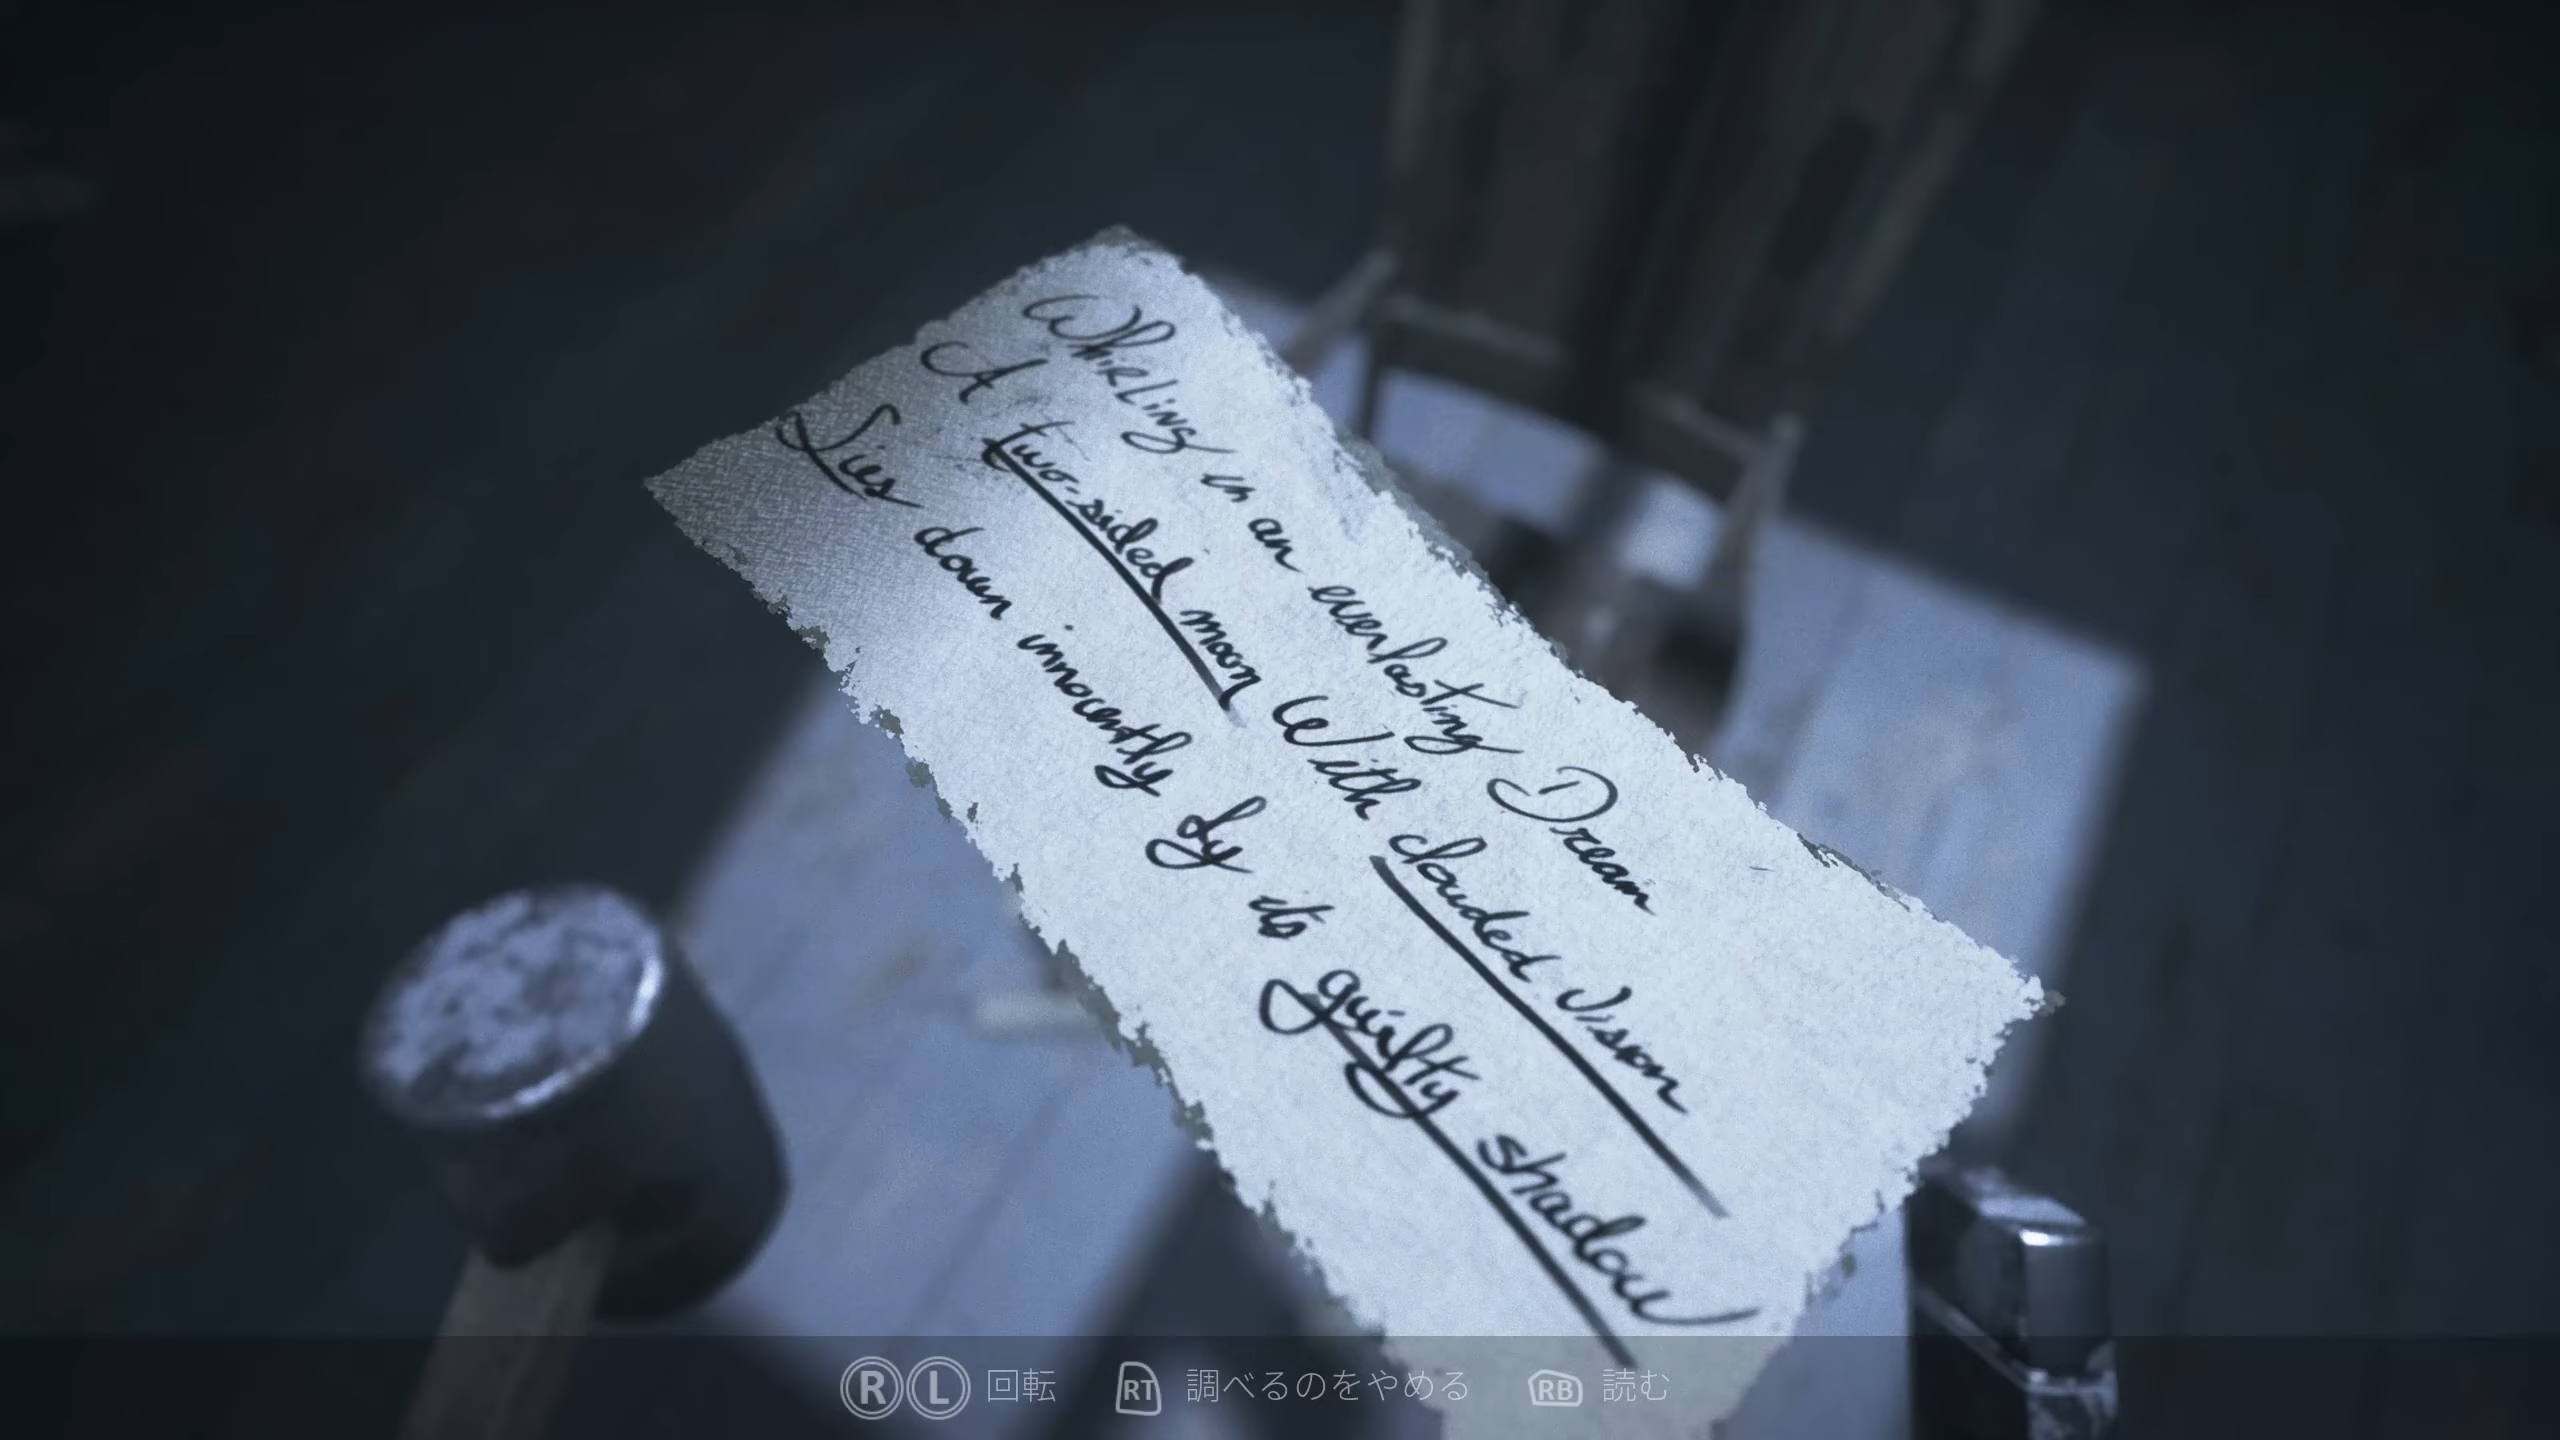 Whirling in an everlasting Dream
A two-sided moon With clouded Vision
Lies down innocently by its guilty shadow
R L 回転 RT 調べるのをやめる RB 読む